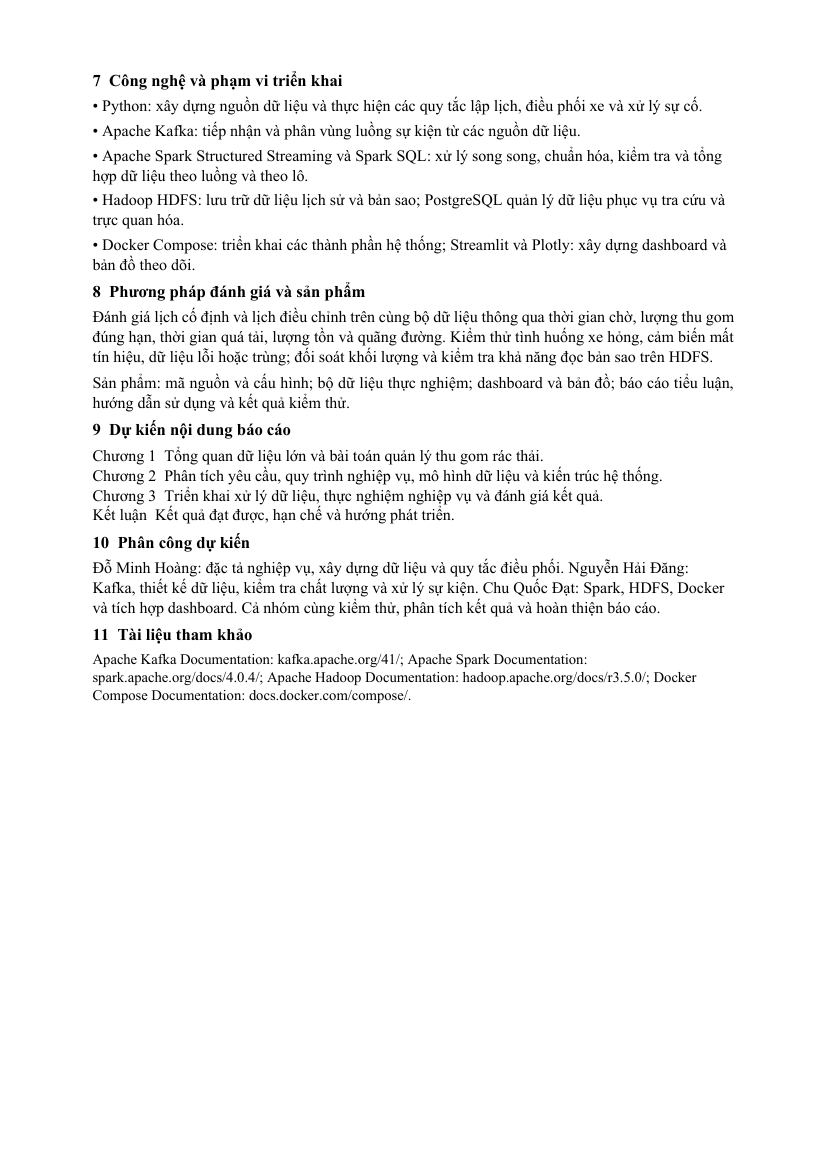 7 Công nghệ và phạm vi triển khai
• Python: xây dựng nguồn dữ liệu và thực hiện các quy tắc lập lịch, điều phối xe và xử lý sự cố.
• Apache Kafka: tiếp nhận và phân vùng luồng sự kiện từ các nguồn dữ liệu.
• Apache Spark Structured Streaming và Spark SQL: xử lý song song, chuẩn hóa, kiểm tra và tổng
hợp dữ liệu theo luồng và theo lô.
• Hadoop HDFS: lưu trữ dữ liệu lịch sử và bản sao; PostgreSQL quản lý dữ liệu phục vụ tra cứu và
trực quan hóa.
• Docker Compose: triển khai các thành phần hệ thống; Streamlit và Plotly: xây dựng dashboard và
bản đồ theo dõi.
8 Phương pháp đánh giá và sản phẩm
Đánh giá lịch cố định và lịch điều chỉnh trên cùng bộ dữ liệu thông qua thời gian chờ, lượng thu gom
đúng hạn, thời gian quá tải, lượng tồn và quãng đường. Kiểm thử tình huống xe hỏng, cảm biến mất
tín hiệu, dữ liệu lỗi hoặc trùng; đối soát khối lượng và kiểm tra khả năng đọc bản sao trên HDFS.
Sản phẩm: mã nguồn và cấu hình; bộ dữ liệu thực nghiệm; dashboard và bản đồ; báo cáo tiểu luận,
hướng dẫn sử dụng và kết quả kiểm thử.
9 Dự kiến nội dung báo cáo
Chương 1 Tổng quan dữ liệu lớn và bài toán quản lý thu gom rác thải.
Chương 2 Phân tích yêu cầu, quy trình nghiệp vụ, mô hình dữ liệu và kiến trúc hệ thống.
Chương 3 Triển khai xử lý dữ liệu, thực nghiệm nghiệp vụ và đánh giá kết quả.
Kết luận Kết quả đạt được, hạn chế và hướng phát triển.
10 Phân công dự kiến
Đỗ Minh Hoàng: đặc tả nghiệp vụ, xây dựng dữ liệu và quy tắc điều phối. Nguyễn Hải Đăng:
Kafka, thiết kế dữ liệu, kiểm tra chất lượng và xử lý sự kiện. Chu Quốc Đạt: Spark, HDFS, Docker
và tích hợp dashboard. Cả nhóm cùng kiểm thử, phân tích kết quả và hoàn thiện báo cáo.
11 Tài liệu tham khảo
Apache Kafka Documentation: kafka.apache.org/41/; Apache Spark Documentation:
spark.apache.org/docs/4.0.4/; Apache Hadoop Documentation: hadoop.apache.org/docs/r3.5.0/; Docker
Compose Documentation: docs.docker.com/compose/.